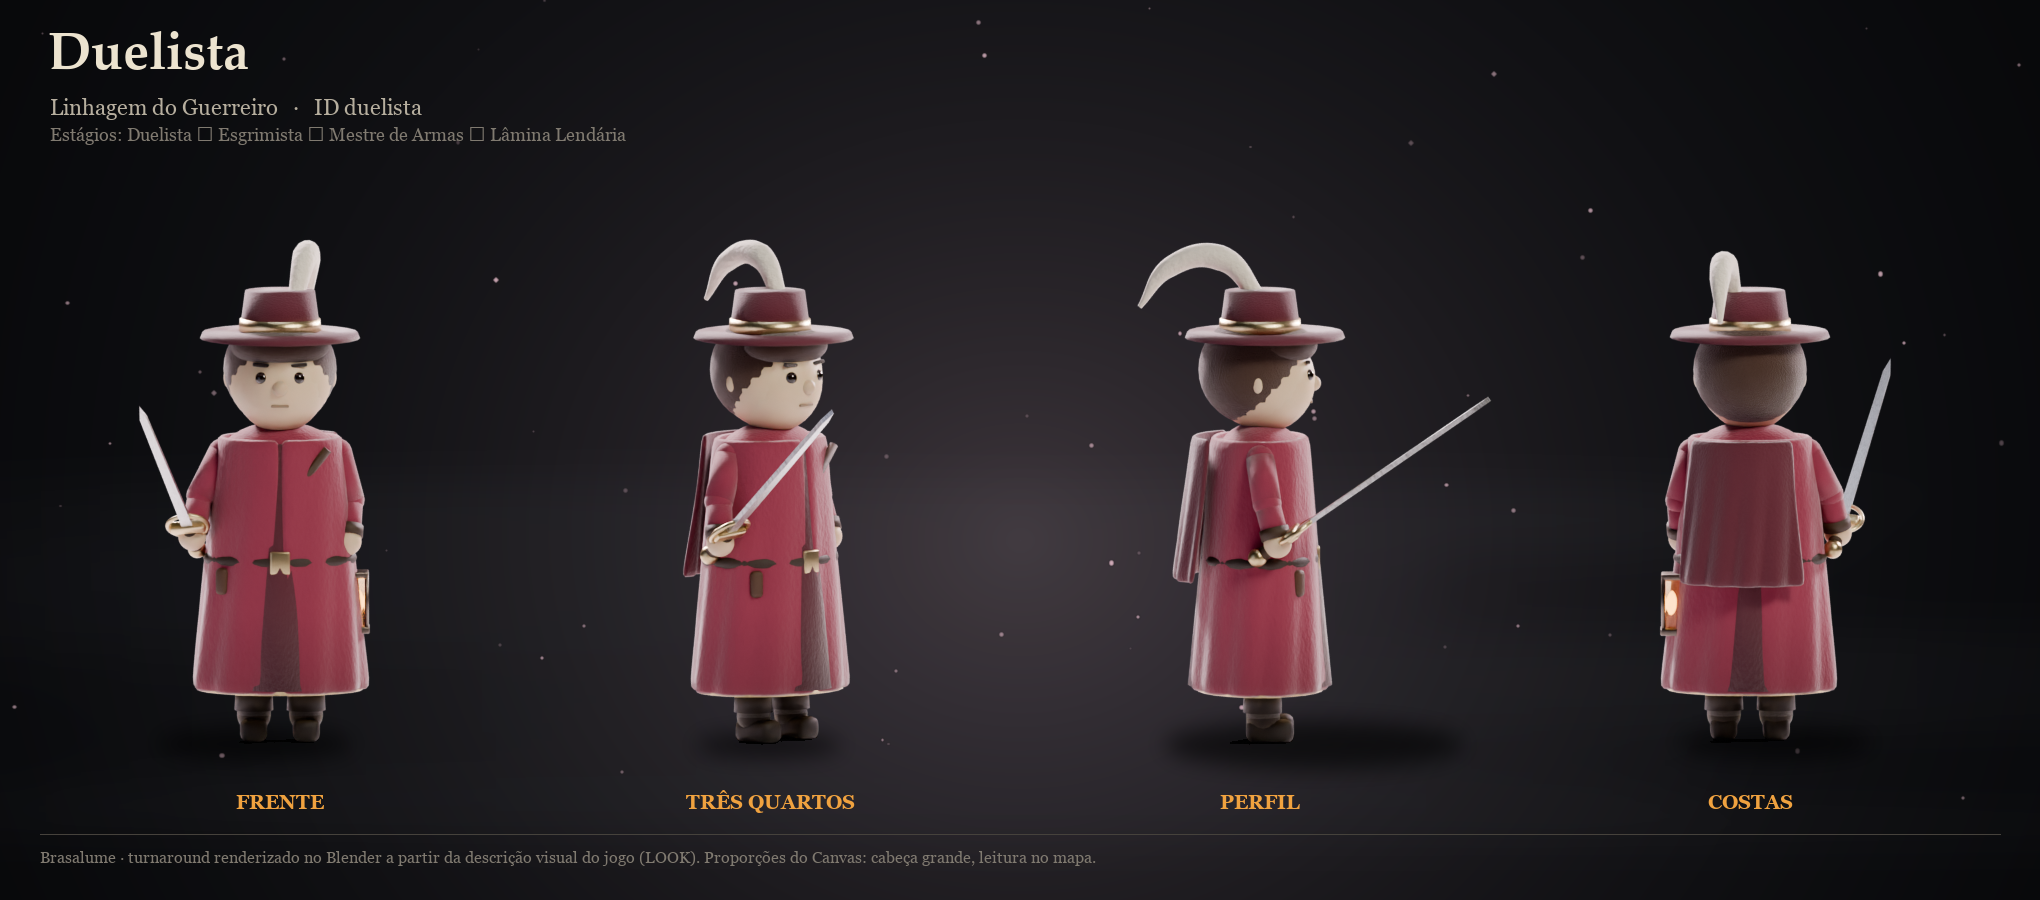 Duelista
Linhagem do Guerreiro · ID duelista
Estágios: Duelista □ Esgrimista □ Mestre de Armas □ Lâmina Lendária
FRENTE
TRÊS QUARTOS
PERFIL
COSTAS
Brasalume · turnaround renderizado no Blender a partir da descrição visual do jogo (LOOK). Proporções do Canvas: cabeça grande, leitura no mapa.